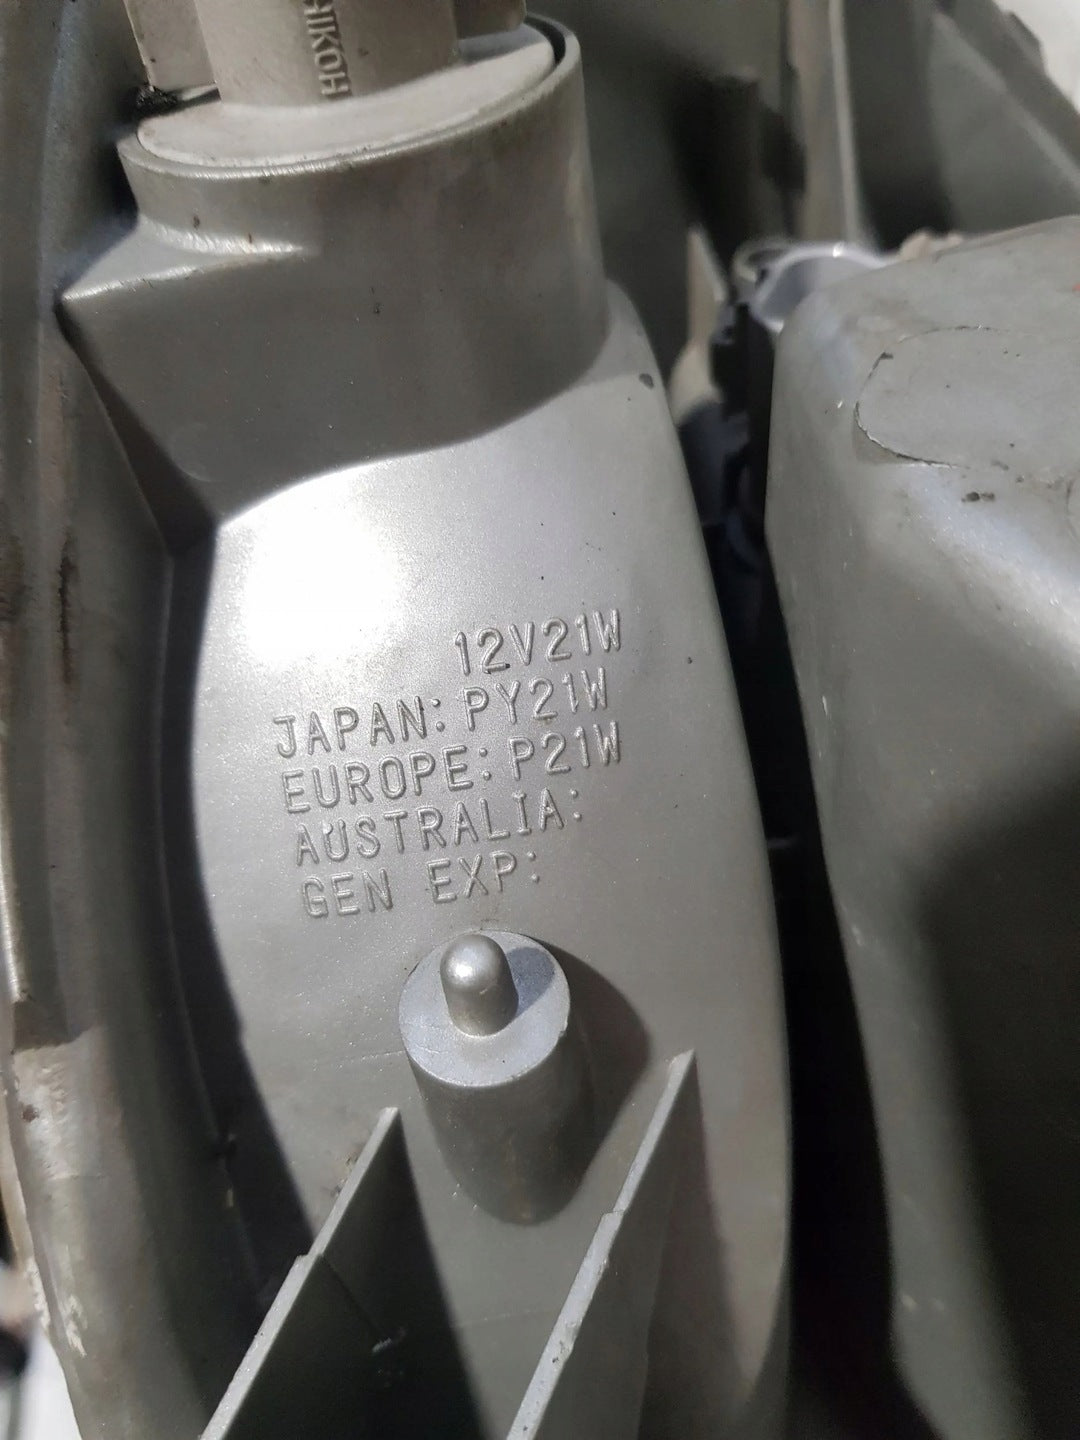 12V21W
JAPAN: PY21W
EUROPE: P21W
AUSTRALIA:
GEN EXP: